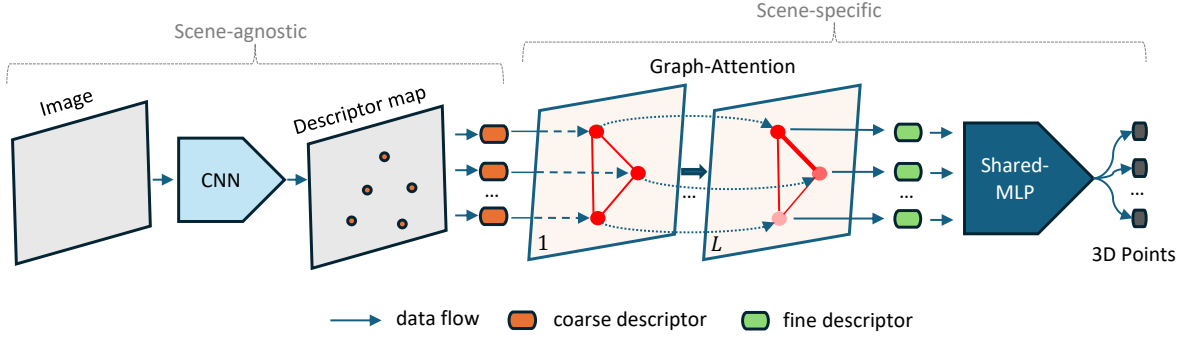 Scene-agnostic
Scene-specific
Image
CNN
Descriptor map
...
Graph-Attention
1
...
L
...
Shared-
MLP
...
3D Points
data flow
coarse descriptor
fine descriptor